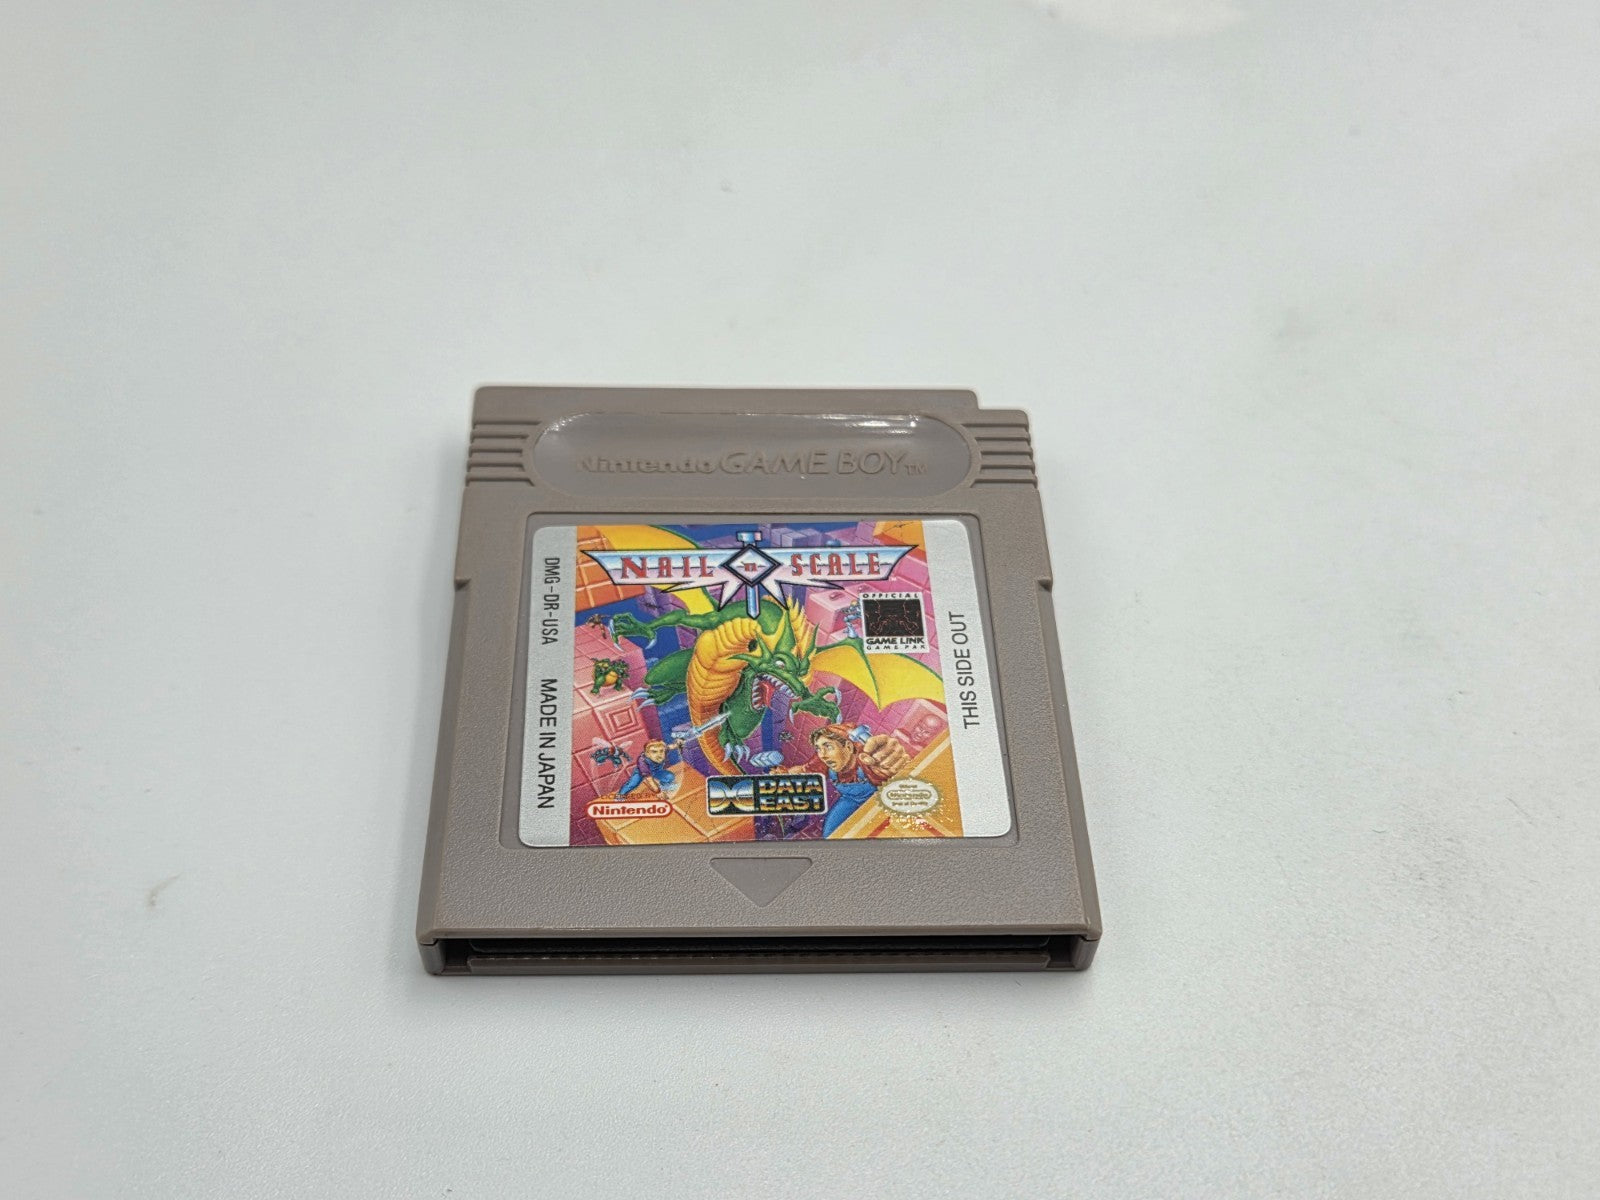 Nintendo GAME BOY TM
NAIL 'n' SCALE
OFFICIAL
GAME LINK
GAME PAK
DMG-DR-USA MADE IN JAPAN
THIS SIDE OUT
Nintendo®
DATA
EAST
Nintendo